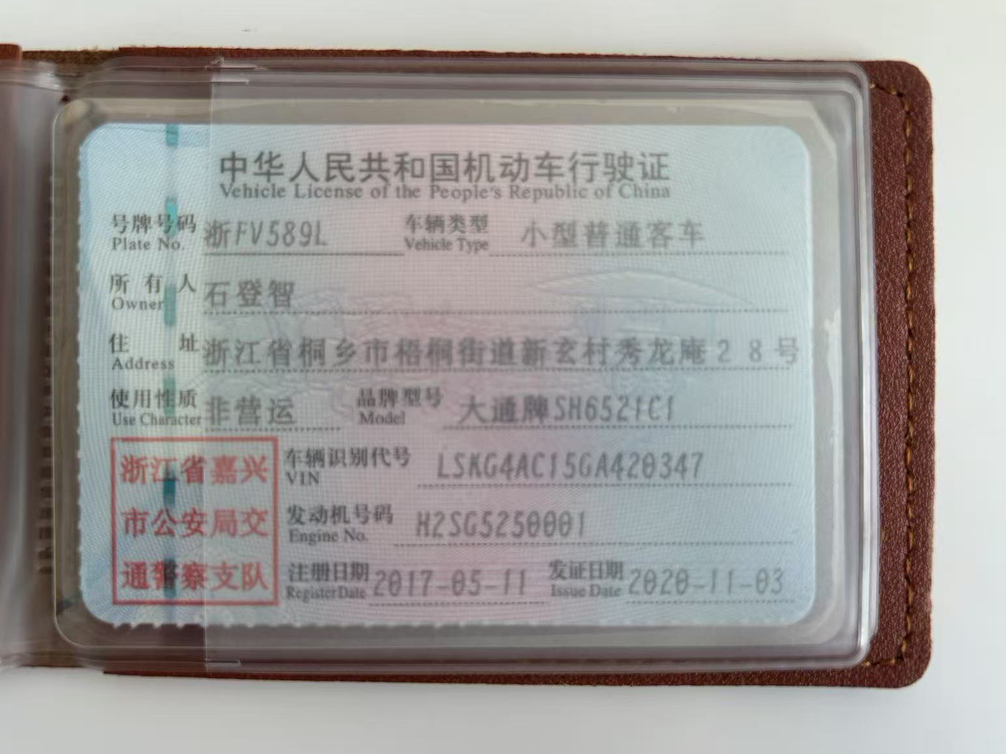 中华人民共和国机动车行驶证
Vehicle License of the People's Republic of China
号牌号码 浙FV589L 车辆类型 小型普通客车
Plate No. Vehicle Type
所有人 石登智
Owner
住址 浙江省桐乡市梧桐街道新玄村秀龙庵28号
Address
使用性质 非营运 品牌型号 大通牌SH6521C1
Use Character Model
浙江省嘉兴
市公安局交
通警察支队
车辆识别代号 LSKG4AC15GA420347
VIN
发动机号码 H2SG5250001
Engine No.
注册日期 2017-05-11 发证日期 2020-11-03
Register Date Issue Date